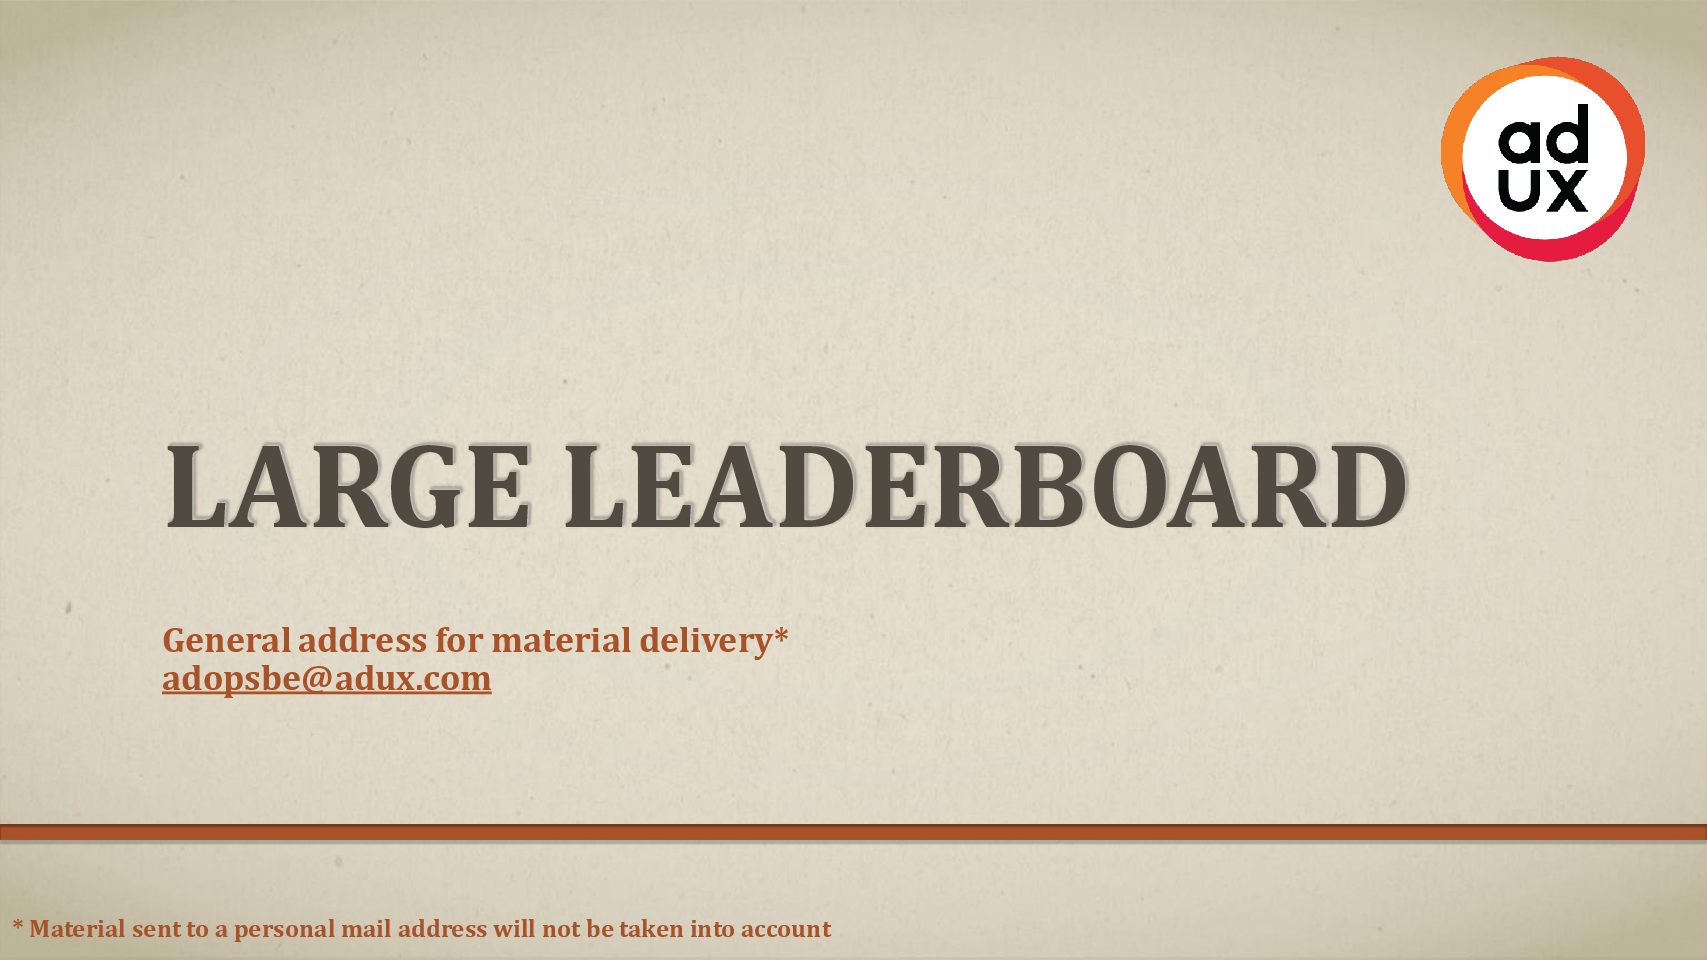 ad
ux
LARGE LEADERBOARD
General address for material delivery*
adopsbe@adux.com
* Material sent to a personal mail address will not be taken into account